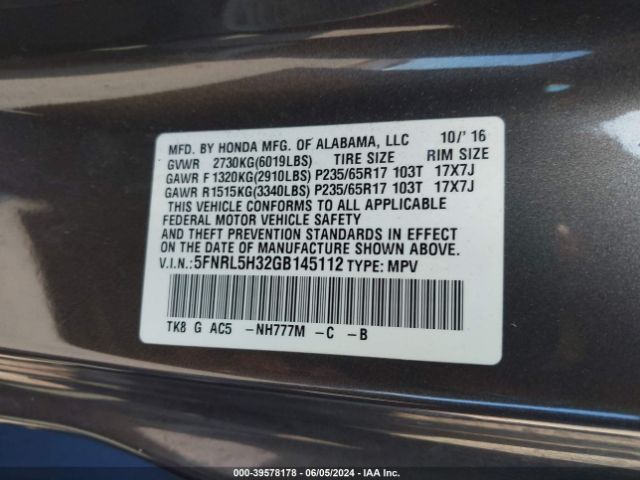 MFD. BY HONDA MFG. OF ALABAMA, LLC 10/'16
GVWR 2730KG(6019LBS) TIRE SIZE RIM SIZE
GAWR F 1320KG(2910LBS) P235/65R17 103T 17X7J
GAWR R1515KG(3340LBS) P235/65R17 103T 17X7J
THIS VEHICLE CONFORMS TO ALL APPLICABLE
FEDERAL MOTOR VEHICLE SAFETY
AND THEFT PREVENTION STANDARDS IN EFFECT
ON THE DATE OF MANUFACTURE SHOWN ABOVE.
V.I.N.: 5FNRL5H32GB145112 TYPE: MPV
TK8 G AC5 -NH777M -C -B
000-39578178 - 06/05/2024 - IAA Inc.